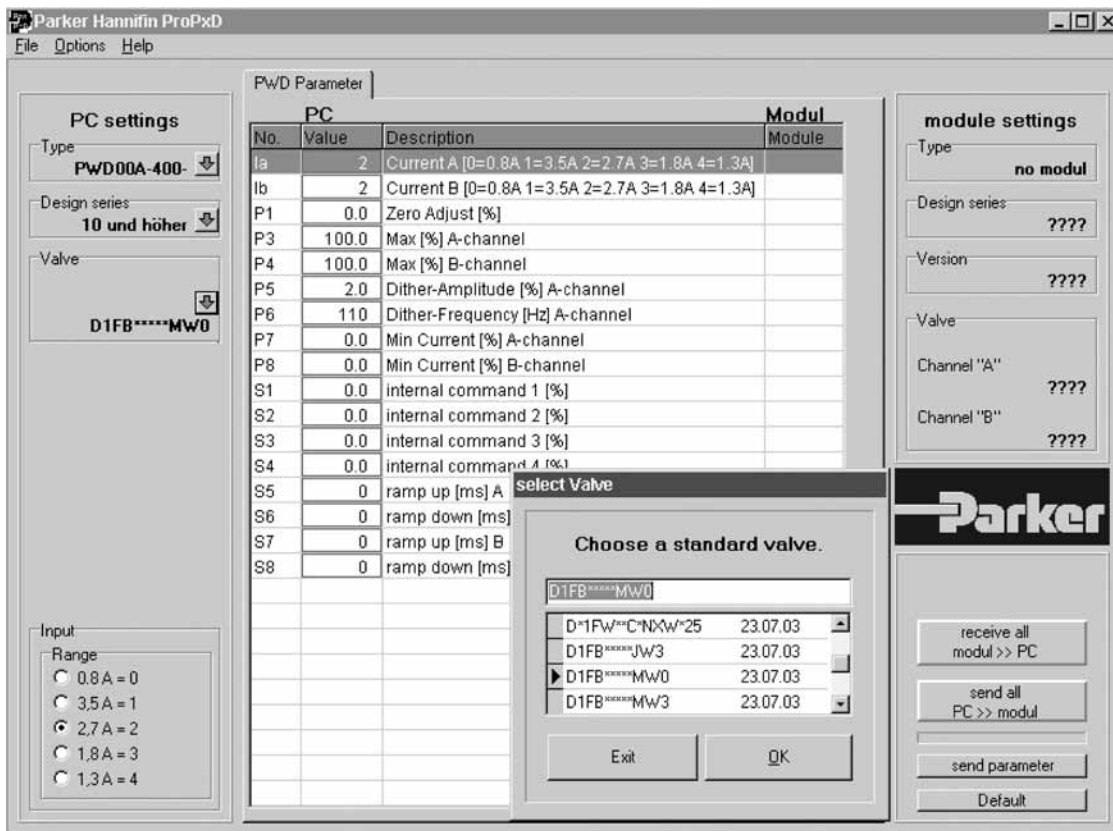 Parker Hannifin ProPxD
File Options Help
PC settings
Type
PWD00A-400-
Design series
10 und höher
Valve
D1FB*****MW0
Input
Range
0.8 A = 0
3,5 A = 1
2,7 A = 2
1,8 A = 3
1,3 A = 4
PWD Parameter
PC Modul
No. Value Description Module
Ia 2 Current A [0=0.8A 1=3.5A 2=2.7A 3=1.8A 4=1.3A]
Ib 2 Current B [0=0.8A 1=3.5A 2=2.7A 3=1.8A 4=1.3A]
P1 0.0 Zero Adjust [%]
P3 100.0 Max [%] A-channel
P4 100.0 Max [%] B-channel
P5 2.0 Dither-Amplitude [%] A-channel
P6 110 Dither-Frequency [Hz] A-channel
P7 0.0 Min Current [%] A-channel
P8 0.0 Min Current [%] B-channel
S1 0.0 internal command 1 [%]
S2 0.0 internal command 2 [%]
S3 0.0 internal command 3 [%]
S4 0.0 internal command 4 [%]
S5 0 ramp up [ms] A
S6 0 ramp down [ms]
S7 0 ramp up [ms] B
S8 0 ramp down [ms]
select Valve
Choose a standard valve.
D1FB*****MW0
D*1FW**C*NXW*25 23.07.03
D1FB*****JW3 23.07.03
D1FB*****MW0 23.07.03
D1FB*****MW3 23.07.03
Exit OK
module settings
Type
no modul
Design series
????
Version
????
Valve
Channel "A"
????
Channel "B"
????
Parker
receive all
modul >> PC
send all
PC >> modul
send parameter
Default